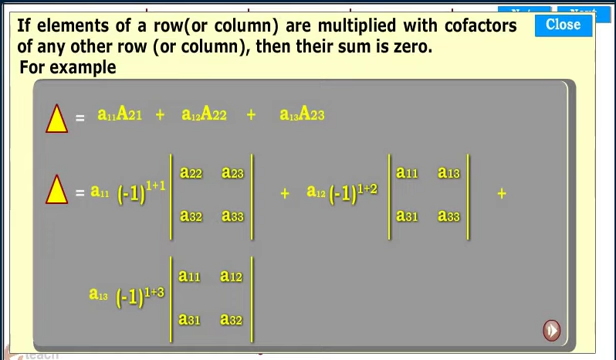 If elements of a row(or column) are multiplied with cofactors Close
of any other row (or column), then their sum is zero.
For example
Δ = a₁₁A₂₁ + a₁₂A₂₂ + a₁₃A₂₃
Δ = a₁₁ (-1)¹⁺¹ | a₂₂ a₂₃ | + a₁₂ (-1)¹⁺² | a₁₁ a₁₃ | +
| a₃₂ a₃₃ | | a₃₁ a₃₃ |
a₁₃ (-1)¹⁺³ | a₁₁ a₁₂ |
| a₃₁ a₃₂ |
teach